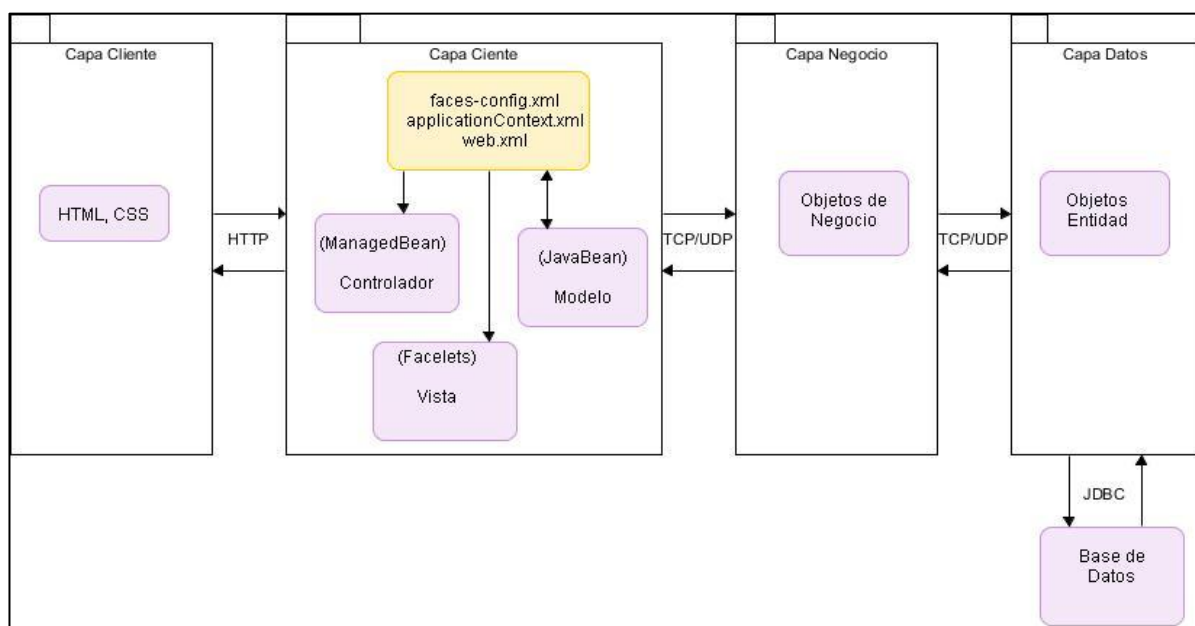 Capa Cliente
HTML, CSS
HTTP
Capa Ciente
faces-config.xml
applicationContext.xml
web.xml
(ManagedBean)
Controlador
(JavaBean)
Modelo
(Facelets)
Vista
TCP/UDP
Capa Negocio
Objetos de
Negocio
TCP/UDP
Capa Datos
Objetos
Entidad
JDBC
Base de
Datos